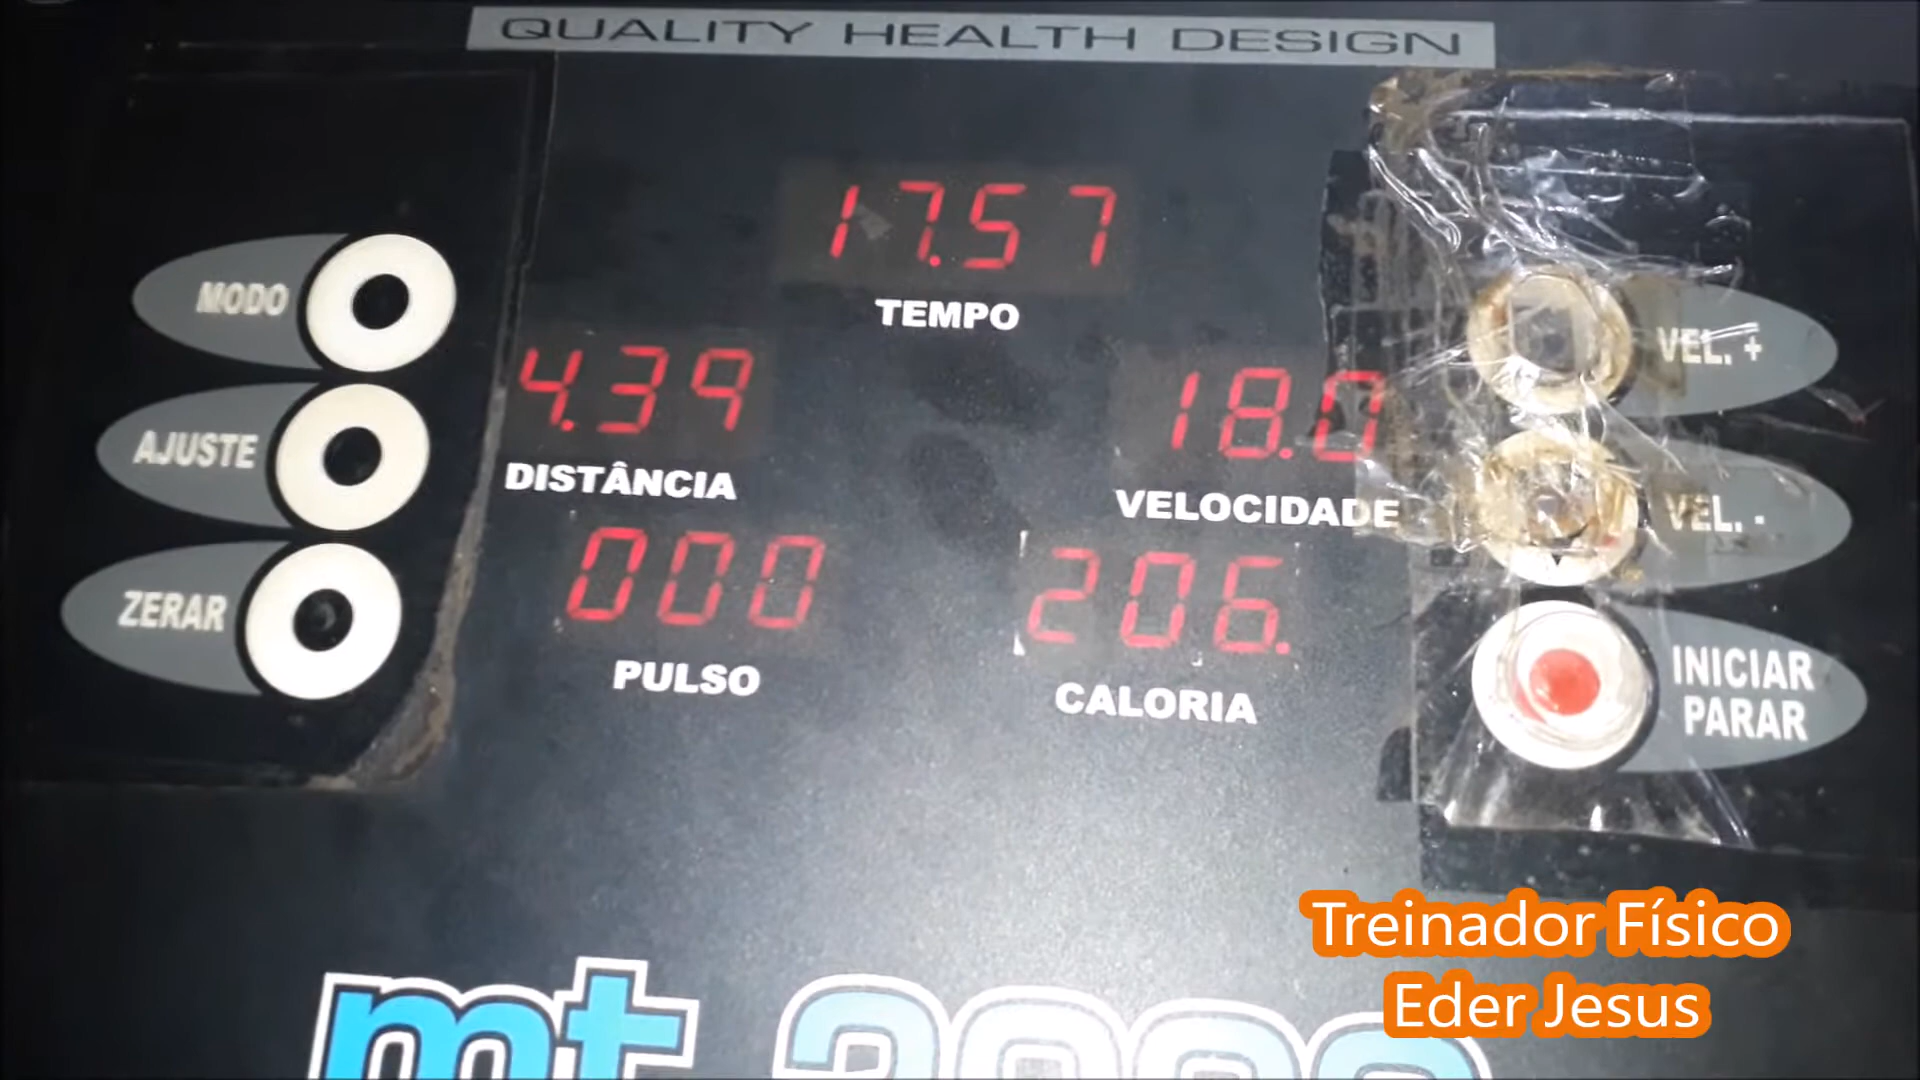 QUALITY HEALTH DESIGN
17.57
TEMPO
4.39
DISTÂNCIA
18.0
VELOCIDADE
000
PULSO
206.
CALORIA
MODO
AJUSTE
ZERAR
VEL. +
VEL. -
INICIAR
PARAR
mt
Treinador Físico
Eder Jesus